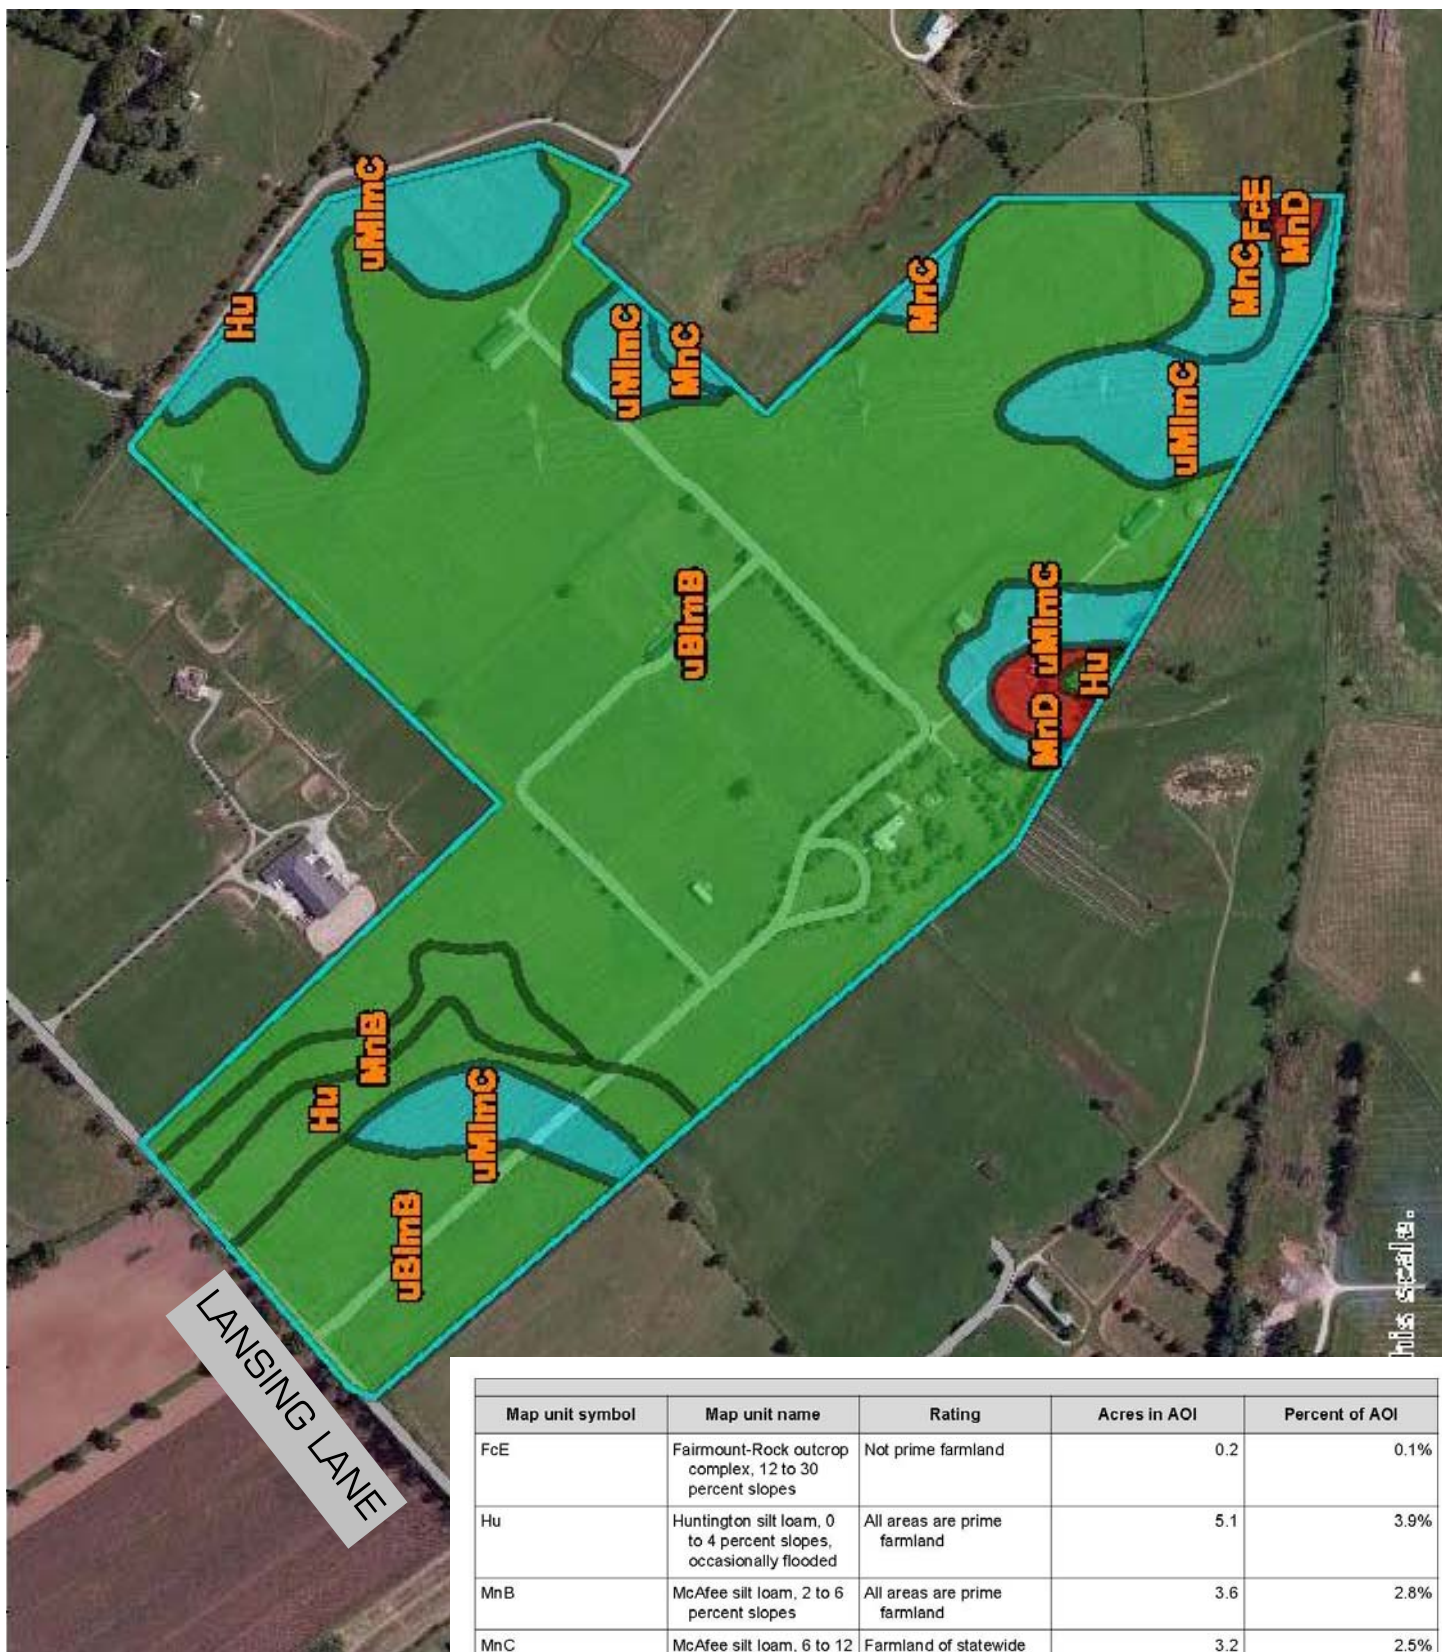 Hu
uMlmC
uMlmC
MnC
MnC
MnC
FcE
MnD
uMlmC
uBlmB
uMlmC
MnD
Hu
MnB
Hu
uMlmC
uBlmB
LANSING LANE
his scale.
Map unit symbol Map unit name Rating Acres in AOI Percent of AOI
FcE Fairmount-Rock outcrop Not prime farmland 0.2 0.1%
complex, 12 to 30
percent slopes
Hu Huntington silt loam, 0 All areas are prime 5.1 3.9%
to 4 percent slopes, farmland
occasionally flooded
MnB McAfee silt loam, 2 to 6 All areas are prime 3.6 2.8%
percent slopes farmland
MnC McAfee silt loam, 6 to 12 Farmland of statewide 3.2 2.5%